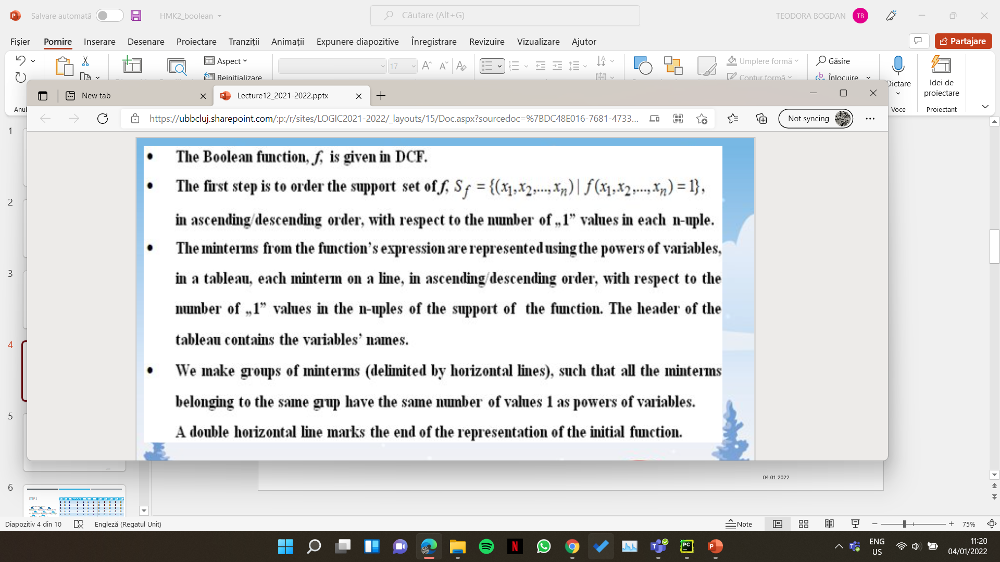 Salvare automată
HMK2_boolean
Căutare (Alt+G)
TEODORA BOGDAN
TB
Fișier Pornire Inserare Desenare Proiectare Tranziții Animații Expunere diapozitive Înregistrare Revizuire Vizualizare Ajutor
Partajare
Aspect
Reinițializare
17
Umplere formă
Contur formă
Găsire
Înlocuire
Dictare
Idei de
proiectare
Anul
Voce
Proiectant
New tab
Lecture12_2021-2022.pptx
https://ubbcluj.sharepoint.com/:p:/r/sites/LOGIC2021-2022/_layouts/15/Doc.aspx?sourcedoc=%7BDC48E016-7681-4733...
Not syncing
1
2
3
4
5
6
• The Boolean function, f, is given in DCF.
• The first step is to order the support set of f, S_f = {(x₁,x₂,...,xₙ) | f(x₁,x₂,...,xₙ) = 1},
in ascending/descending order, with respect to the number of „1” values in each n-uple.
• The minterms from the function’s expression are represented using the powers of variables,
in a tableau, each minterm on a line, in ascending/descending order, with respect to the
number of „1” values in the n-uples of the support of the function. The header of the
tableau contains the variables’ names.
• We make groups of minterms (delimited by horizontal lines), such that all the minterms
belonging to the same grup have the same number of values 1 as powers of variables.
A double horizontal line marks the end of the representation of the initial function.
04.01.2022
STEP 1
Diapozitiv 4 din 10
Engleză (Regatul Unit)
Note
75%
ENG
US
11:20
04/01/2022